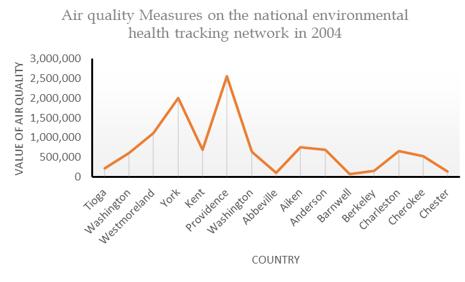 Air quality Measures on the national environmental
health tracking network in 2004
VALUE OF AIR QUALITY
3,000,000
2,500,000
2,000,000
1,500,000
1,000,000
500,000
0
Tioga
Washington
Westmoreland
York
Kent
Providence
Washington
Abbeville
Aiken
Anderson
Barnwell
Berkeley
Charleston
Cherokee
Chester
COUNTRY